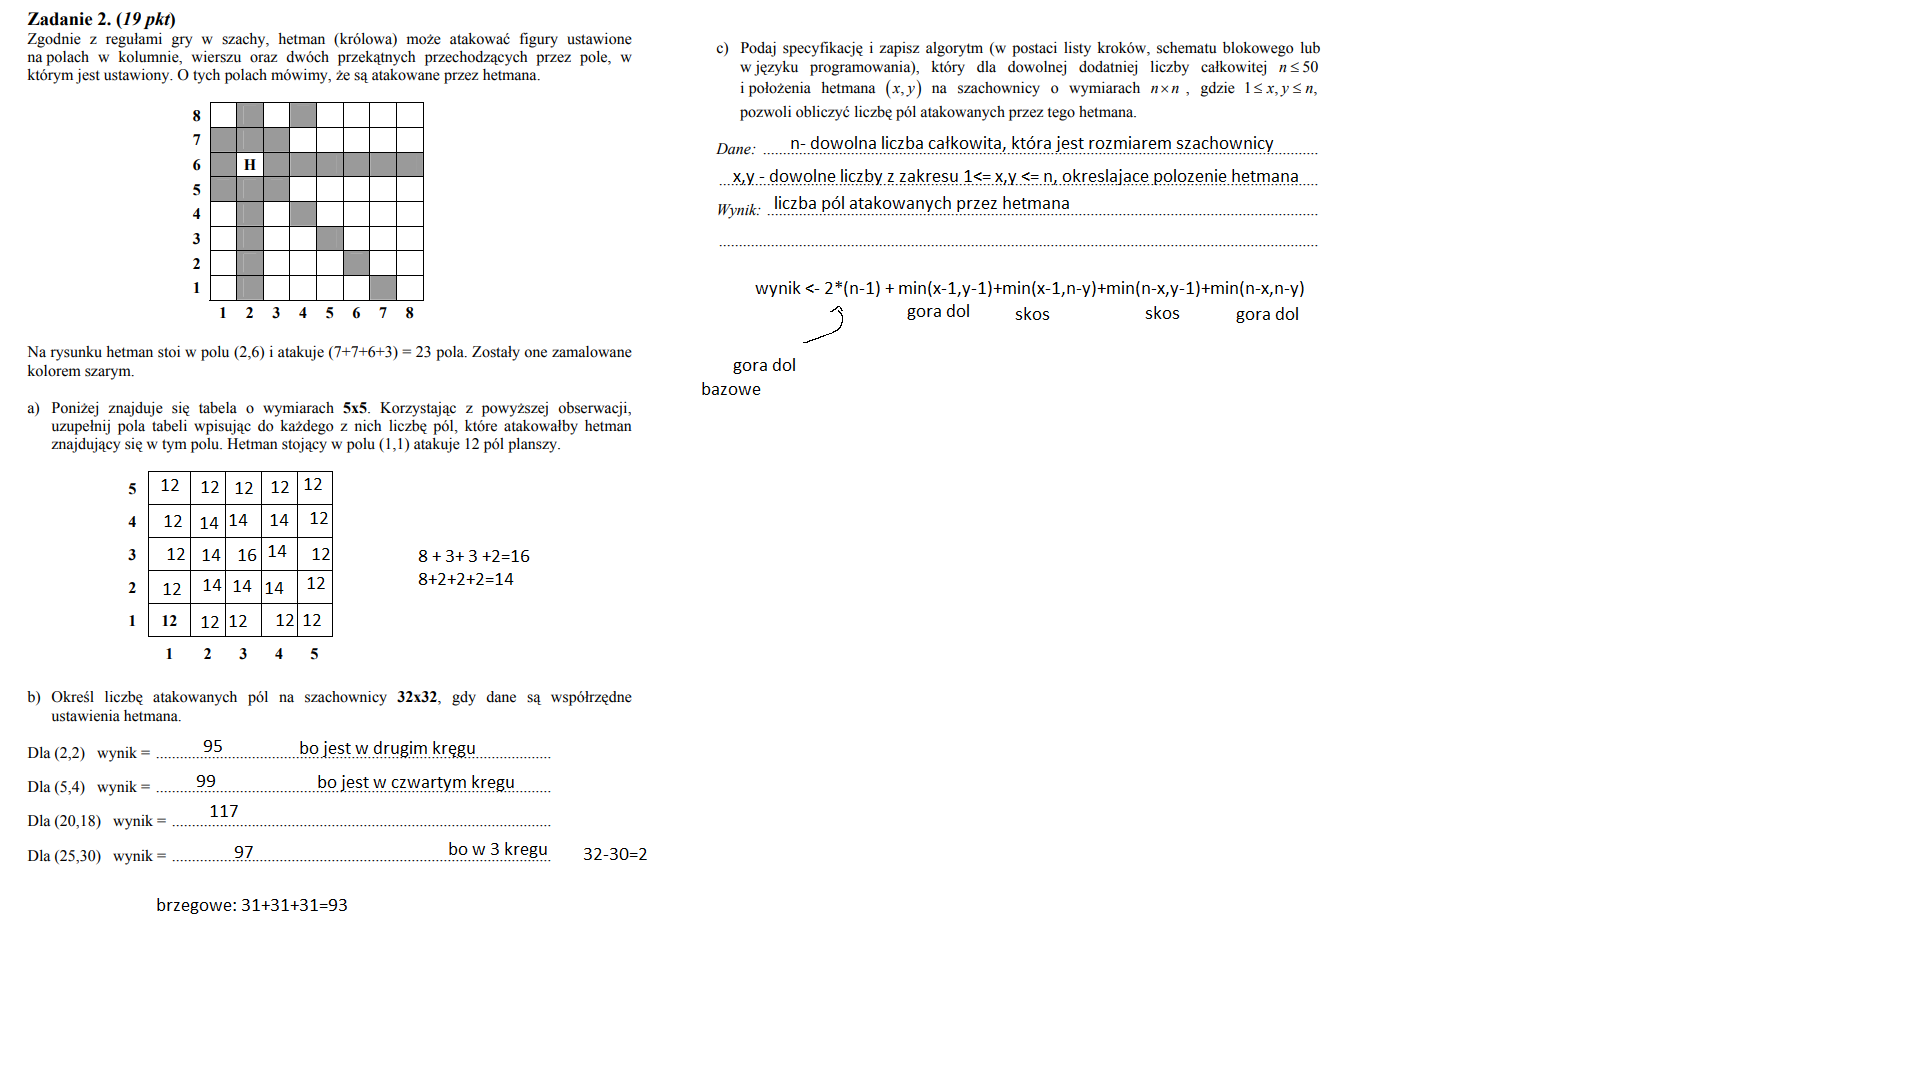 Zadanie 2. (19 pkt)
Zgodnie z regułami gry w szachy, hetman (królowa) może atakować figury ustawione
na polach w kolumnie, wierszu oraz dwóch przekątnych przechodzących przez pole, w
którym jest ustawiony. O tych polach mówimy, że są atakowane przez hetmana.
8
7
6 H
5
4
3
2
1
1 2 3 4 5 6 7 8
Na rysunku hetman stoi w polu (2,6) i atakuje (7+7+6+3) = 23 pola. Zostały one zamalowane
kolorem szarym.
a) Poniżej znajduje się tabela o wymiarach 5x5. Korzystając z powyższej obserwacji,
uzupełnij pola tabeli wpisując do każdego z nich liczbę pól, które atakowałby hetman
znajdujący się w tym polu. Hetman stojący w polu (1,1) atakuje 12 pól planszy.
5 12 12 12 12 12
4 12 14 14 14 12
3 12 14 16 14 12
2 12 14 14 14 12
1 12 12 12 12 12
1 2 3 4 5
8 + 3+ 3 +2=16
8+2+2+2=14
b) Określ liczbę atakowanych pól na szachownicy 32x32, gdy dane są współrzędne
ustawienia hetmana.
Dla (2,2) wynik = 95 bo jest w drugim kręgu
Dla (5,4) wynik = 99 bo jest w czwartym kregu
Dla (20,18) wynik = 117
Dla (25,30) wynik = 97 bo w 3 kregu 32-30=2
brzegowe: 31+31+31=93
c) Podaj specyfikację i zapisz algorytm (w postaci listy kroków, schematu blokowego lub
w języku programowania), który dla dowolnej dodatniej liczby całkowitej n ≤ 50
i położenia hetmana (x, y) na szachownicy o wymiarach n×n , gdzie 1 ≤ x, y ≤ n,
pozwoli obliczyć liczbę pól atakowanych przez tego hetmana.
Dane: n- dowolna liczba całkowita, która jest rozmiarem szachownicy
x,y - dowolne liczby z zakresu 1<= x,y <= n, okreslajace polozenie hetmana
Wynik: liczba pól atakowanych przez hetmana
wynik <- 2*(n-1) + min(x-1,y-1)+min(x-1,n-y)+min(n-x,y-1)+min(n-x,n-y)
gora dol skos skos gora dol
gora dol
bazowe